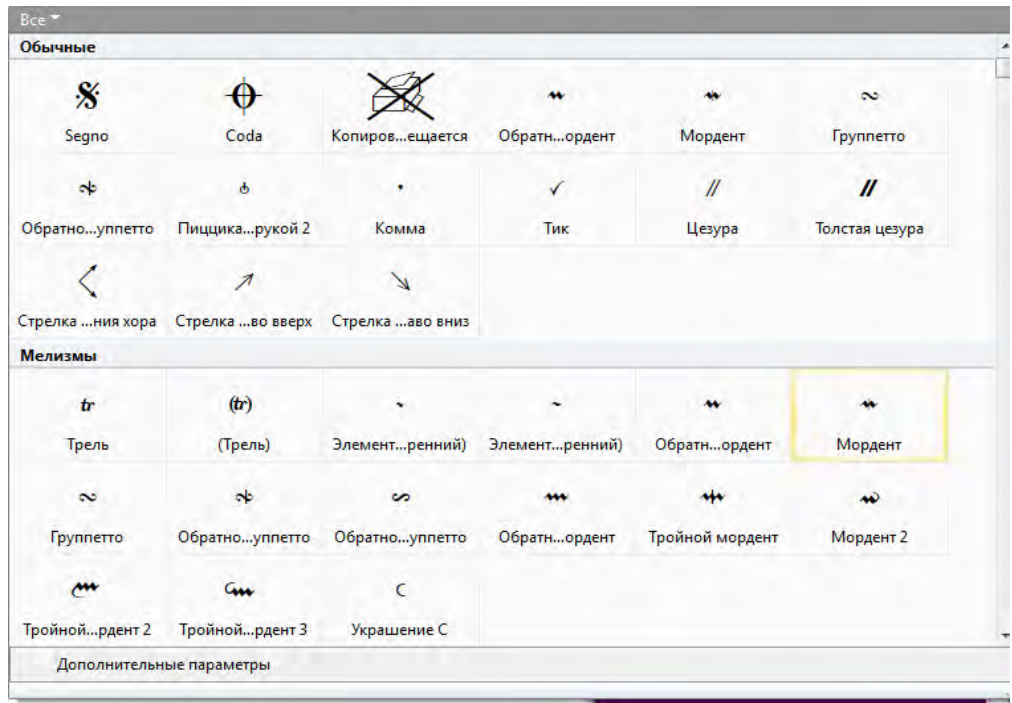 Все
Обычные
Segno Coda Копиров...ещается Обратн...ордент Мордент Группетто
Обратно...уппетто Пиццика...рукой 2 Комма Тик Цезура Толстая цезура
Стрелка ...ния хора Стрелка ...во вверх Стрелка ...аво вниз
Мелизмы
tr (tr)
Трель (Трель) Элемент...ренний) Элемент...ренний) Обратн...ордент Мордент
Группетто Обратно...уппетто Обратно...уппетто Обратн...ордент Тройной мордент Мордент 2
Тройной...рдент 2 Тройной...рдент 3 Украшение C
Дополнительные параметры